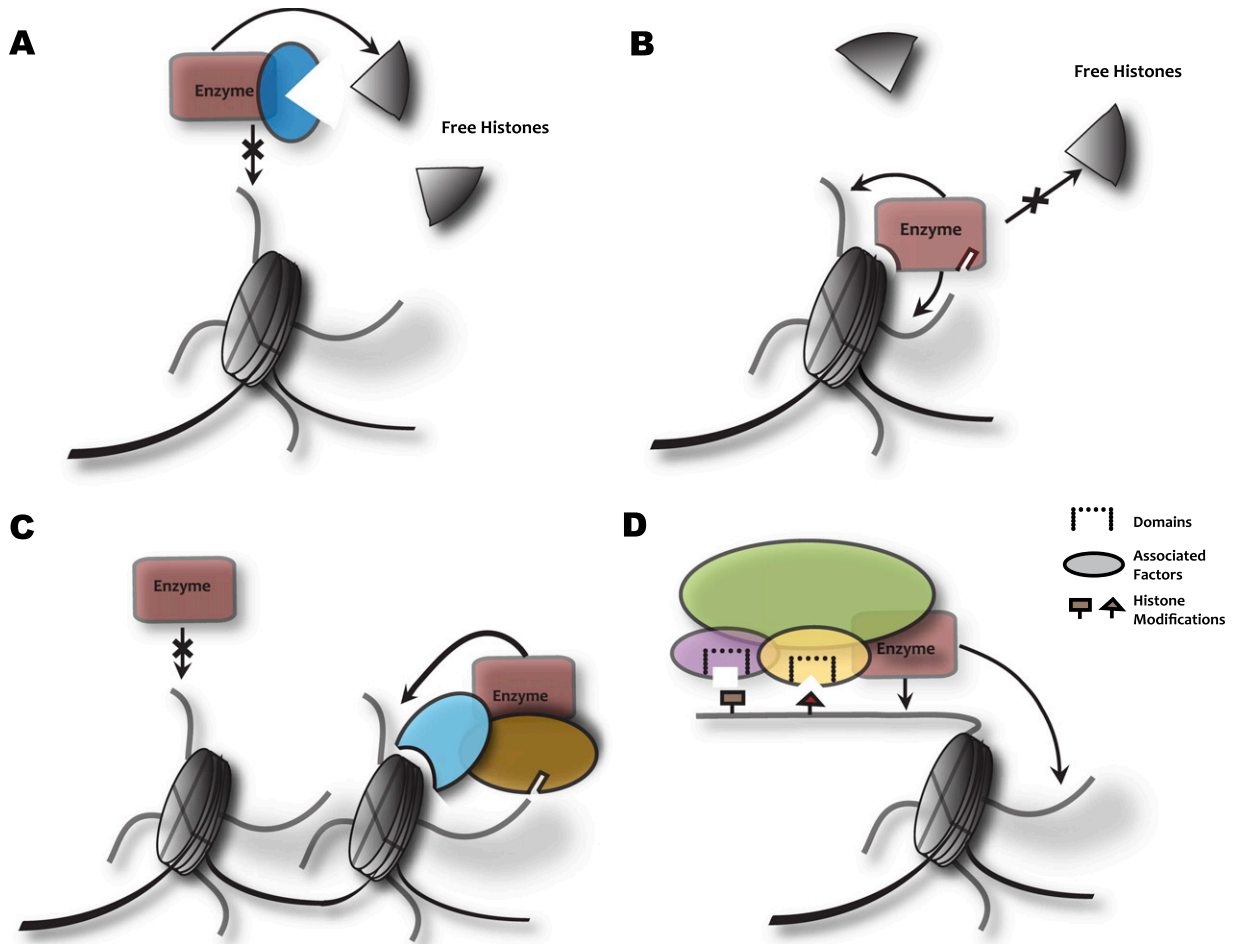 A
Enzyme
Free Histones
B
Free Histones
Enzyme
C
Enzyme
Enzyme
D
Enzyme
Domains
Associated
Factors
Histone
Modifications